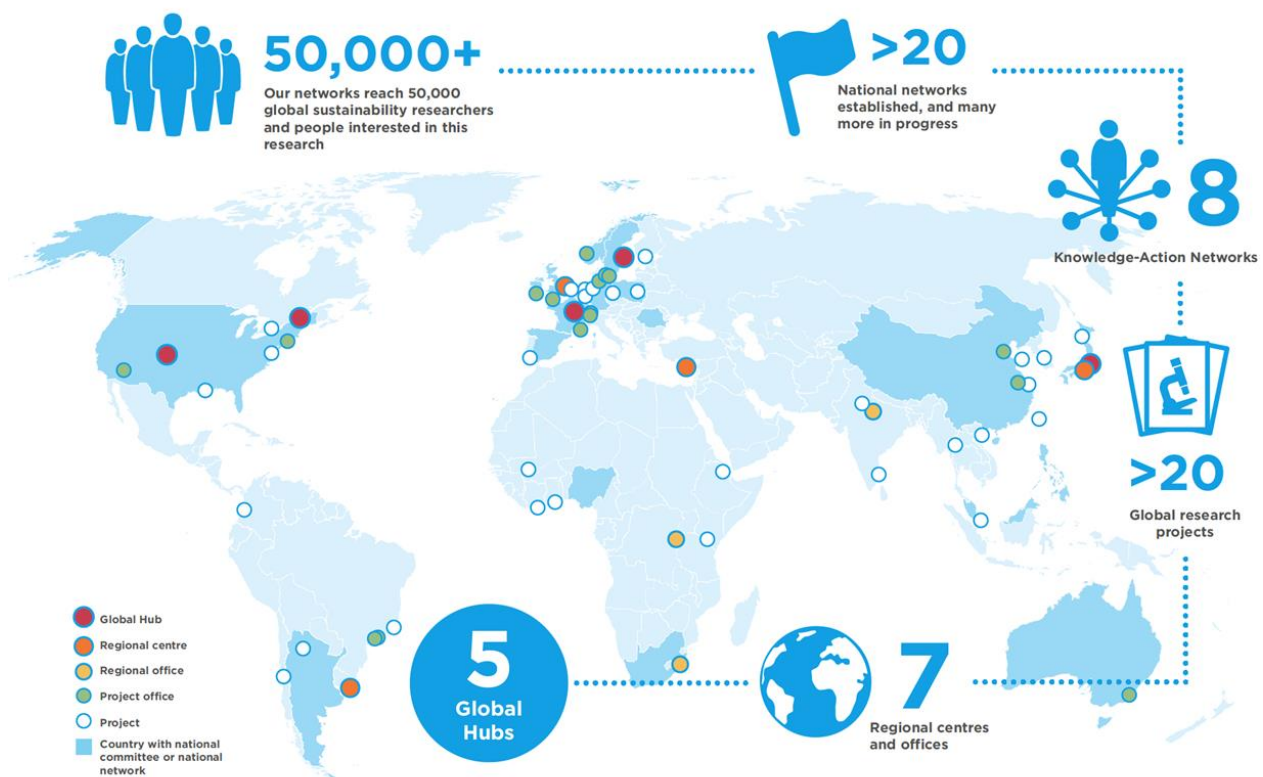 50,000+
Our networks reach 50,000
global sustainability researchers
and people interested in this
research
>20
National networks
established, and many
more in progress
8
Knowledge-Action Networks
>20
Global research
projects
Global Hub
Regional centre
Regional office
Project office
Project
Country with national
committee or national
network
5
Global
Hubs
7
Regional centres
and offices